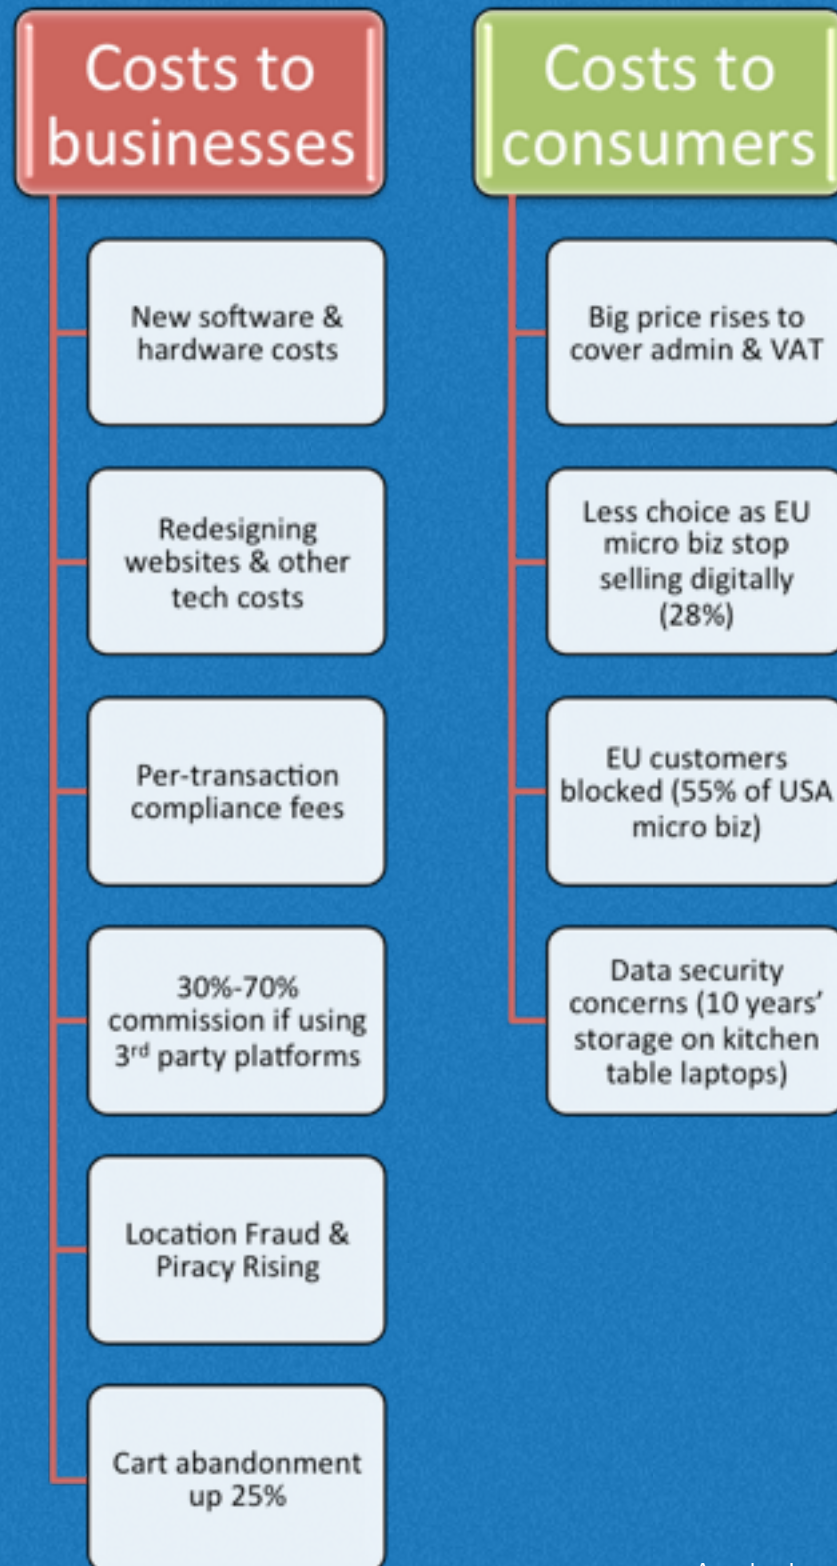 Costs to
businesses
New software &
hardware costs
Redesigning
websites & other
tech costs
Per-transaction
compliance fees
30%-70%
commission if using
3rd party platforms
Location Fraud &
Piracy Rising
Cart abandonment
up 25%
Costs to
consumers
Big price rises to
cover admin & VAT
Less choice as EU
micro biz stop
selling digitally
(28%)
EU customers
blocked (55% of USA
micro biz)
Data security
concerns (10 years’
storage on kitchen
table laptops)